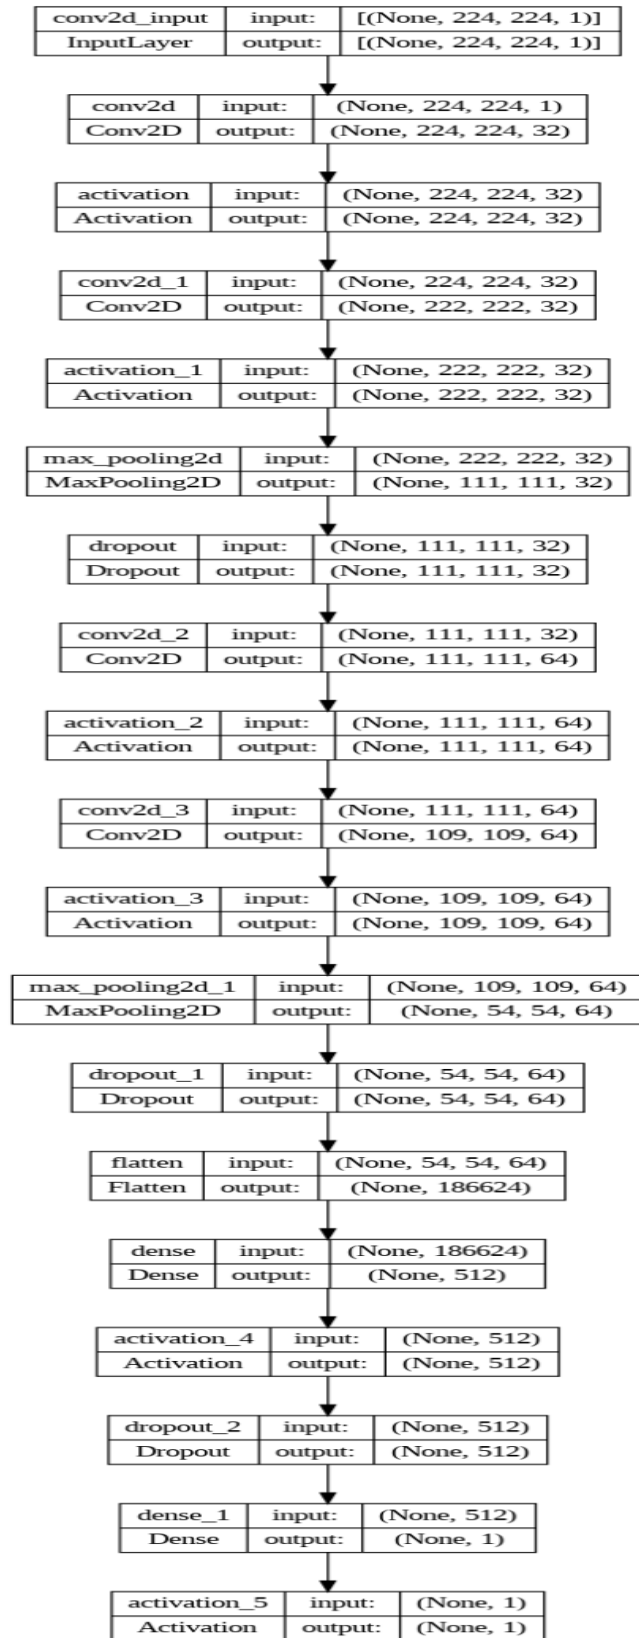 conv2d_input input: [(None, 224, 224, 1)]
InputLayer output: [(None, 224, 224, 1)]
conv2d input: (None, 224, 224, 1)
Conv2D output: (None, 224, 224, 32)
activation input: (None, 224, 224, 32)
Activation output: (None, 224, 224, 32)
conv2d_1 input: (None, 224, 224, 32)
Conv2D output: (None, 222, 222, 32)
activation_1 input: (None, 222, 222, 32)
Activation output: (None, 222, 222, 32)
max_pooling2d input: (None, 222, 222, 32)
MaxPooling2D output: (None, 111, 111, 32)
dropout input: (None, 111, 111, 32)
Dropout output: (None, 111, 111, 32)
conv2d_2 input: (None, 111, 111, 32)
Conv2D output: (None, 111, 111, 64)
activation_2 input: (None, 111, 111, 64)
Activation output: (None, 111, 111, 64)
conv2d_3 input: (None, 111, 111, 64)
Conv2D output: (None, 109, 109, 64)
activation_3 input: (None, 109, 109, 64)
Activation output: (None, 109, 109, 64)
max_pooling2d_1 input: (None, 109, 109, 64)
MaxPooling2D output: (None, 54, 54, 64)
dropout_1 input: (None, 54, 54, 64)
Dropout output: (None, 54, 54, 64)
flatten input: (None, 54, 54, 64)
Flatten output: (None, 186624)
dense input: (None, 186624)
Dense output: (None, 512)
activation_4 input: (None, 512)
Activation output: (None, 512)
dropout_2 input: (None, 512)
Dropout output: (None, 512)
dense_1 input: (None, 512)
Dense output: (None, 1)
activation_5 input: (None, 1)
Activation output: (None, 1)